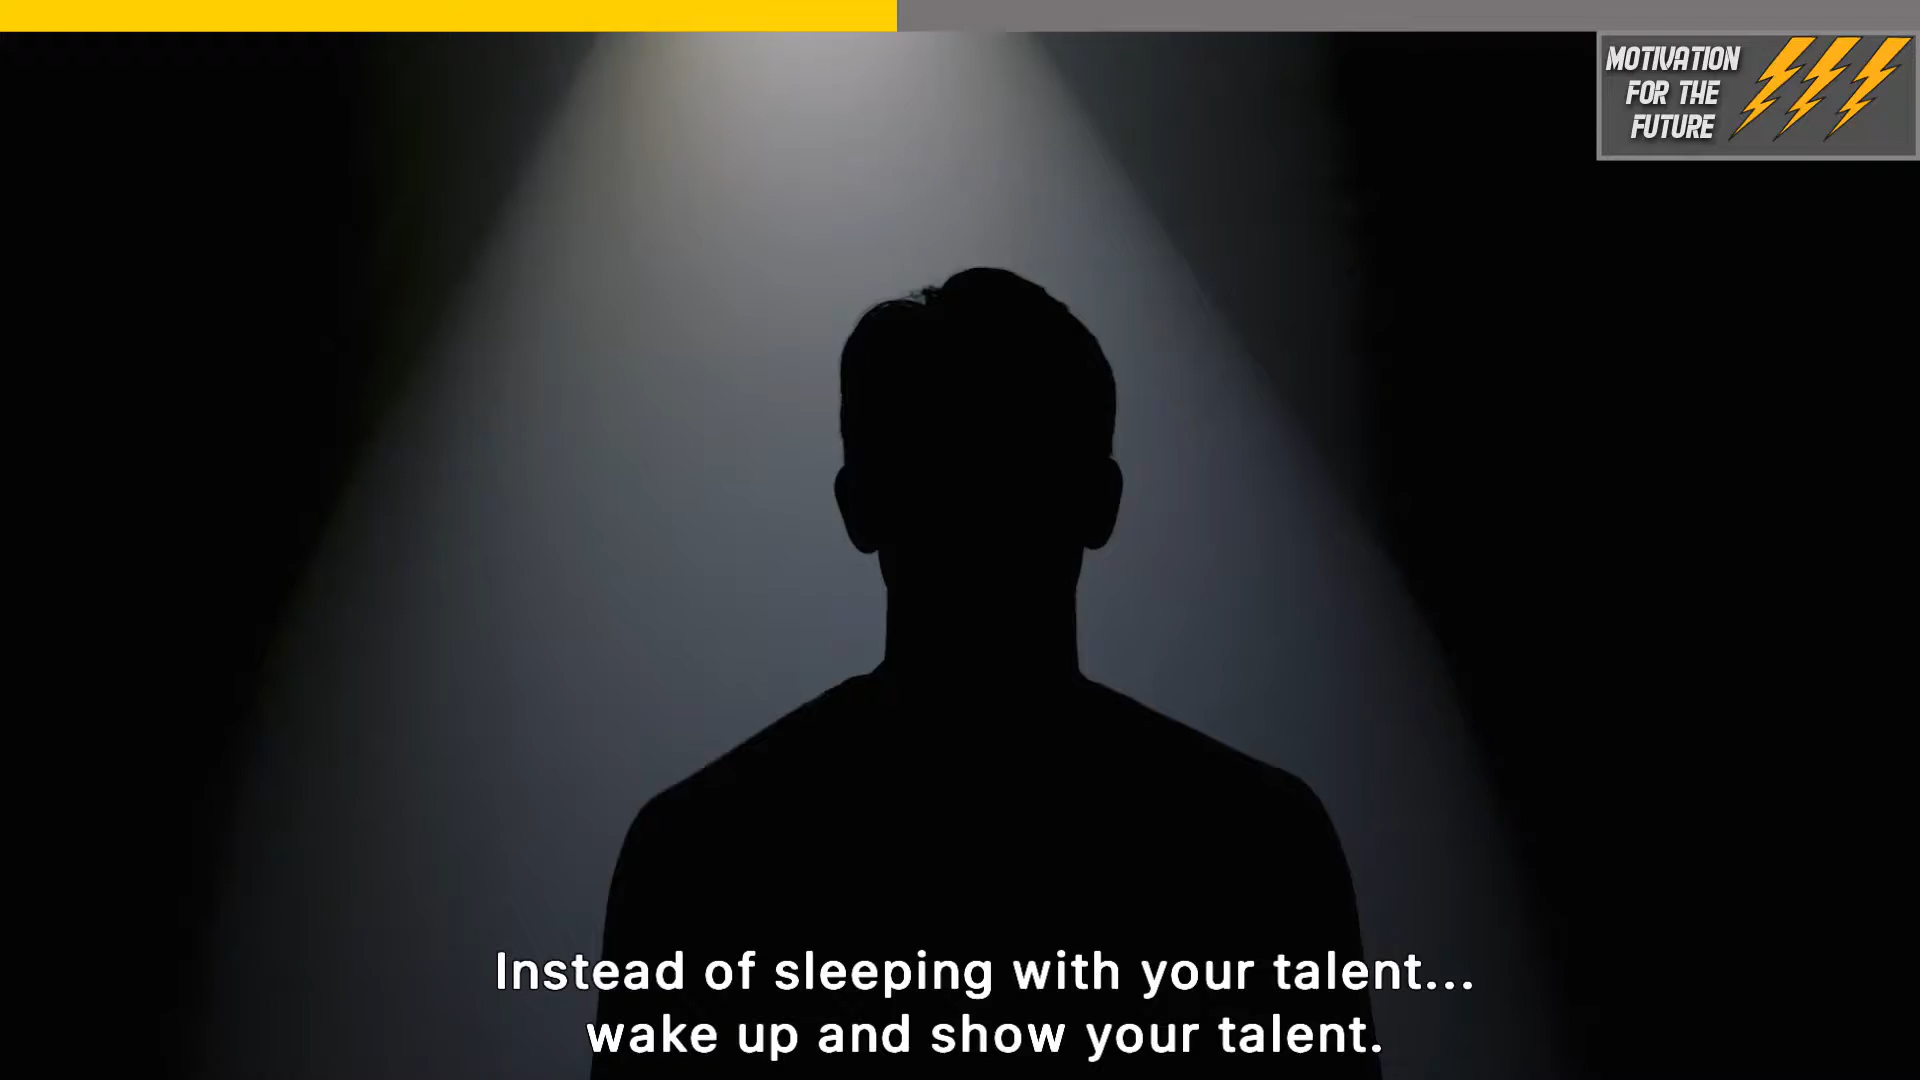 MOTIVATION
FOR THE
FUTURE
Instead of sleeping with your talent...
wake up and show your talent.